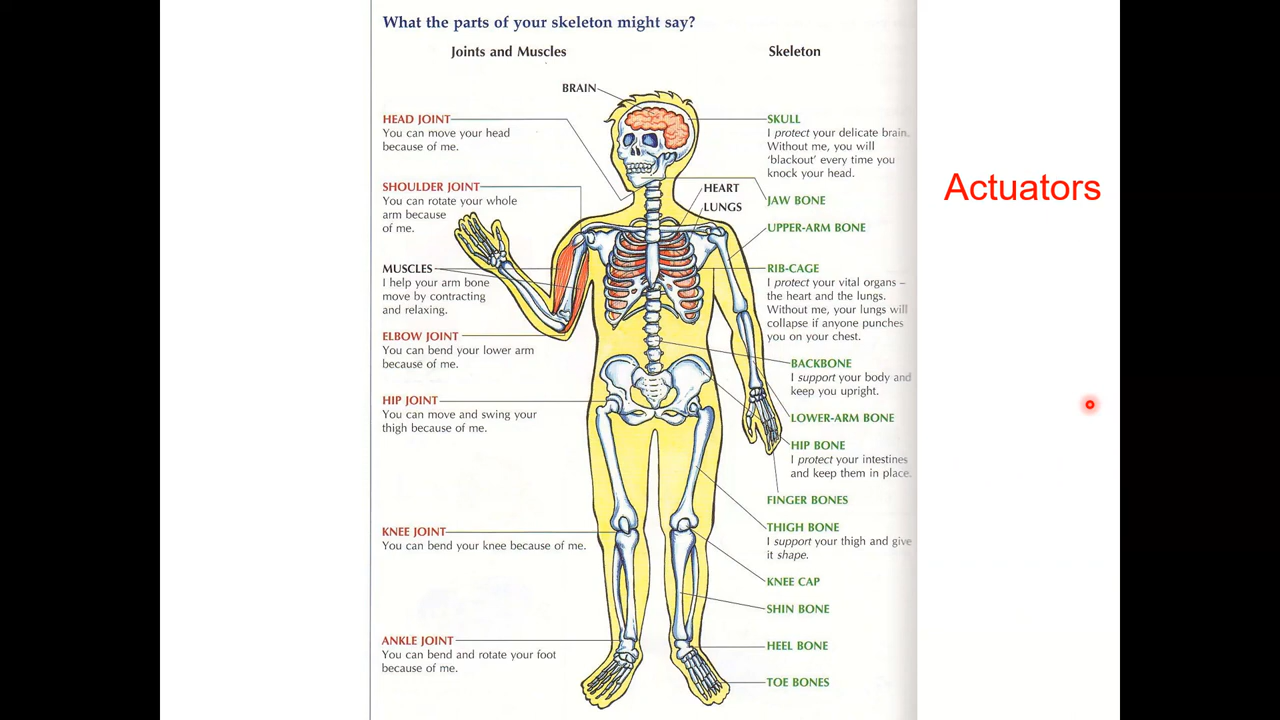 What the parts of your skeleton might say?
Joints and Muscles
Skeleton
BRAIN
HEAD JOINT
You can move your head
because of me.
SHOULDER JOINT
You can rotate your whole
arm because
of me.
MUSCLES
I help your arm bone
move by contracting
and relaxing.
ELBOW JOINT
You can bend your lower arm
because of me.
HIP JOINT
You can move and swing your
thigh because of me.
KNEE JOINT
You can bend your knee because of me.
ANKLE JOINT
You can bend and rotate your foot
because of me.
HEART
LUNGS
SKULL
I protect your delicate brain.
Without me, you will
‘blackout’ every time you
knock your head.
JAW BONE
UPPER-ARM BONE
RIB-CAGE
I protect your vital organs –
the heart and the lungs.
Without me, your lungs will
collapse if anyone punches
you on your chest.
BACKBONE
I support your body and
keep you upright.
LOWER-ARM BONE
HIP BONE
I protect your intestines
and keep them in place.
FINGER BONES
THIGH BONE
I support your thigh and give
it shape.
KNEE CAP
SHIN BONE
HEEL BONE
TOE BONES
Actuators